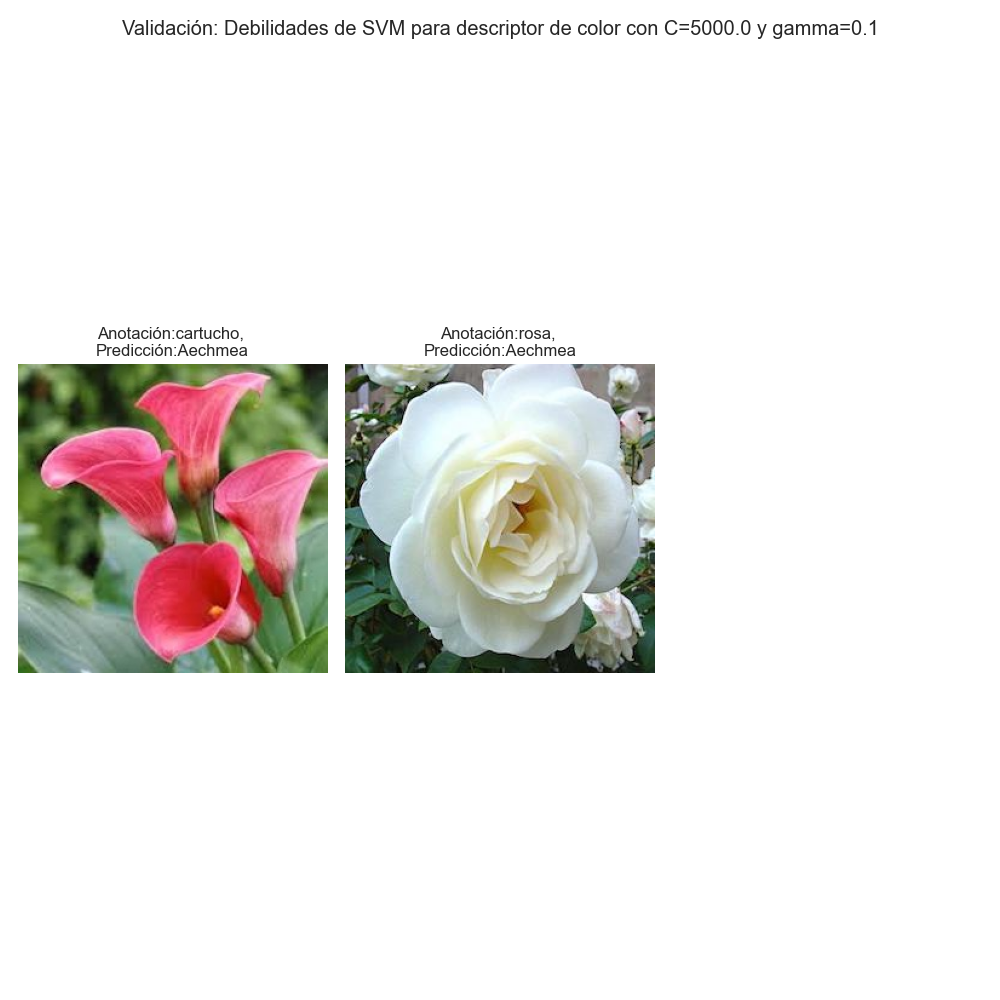 Validación: Debilidades de SVM para descriptor de color con C=5000.0 y gamma=0.1
Anotación:cartucho,
Predicción:Aechmea
Anotación:rosa,
Predicción:Aechmea